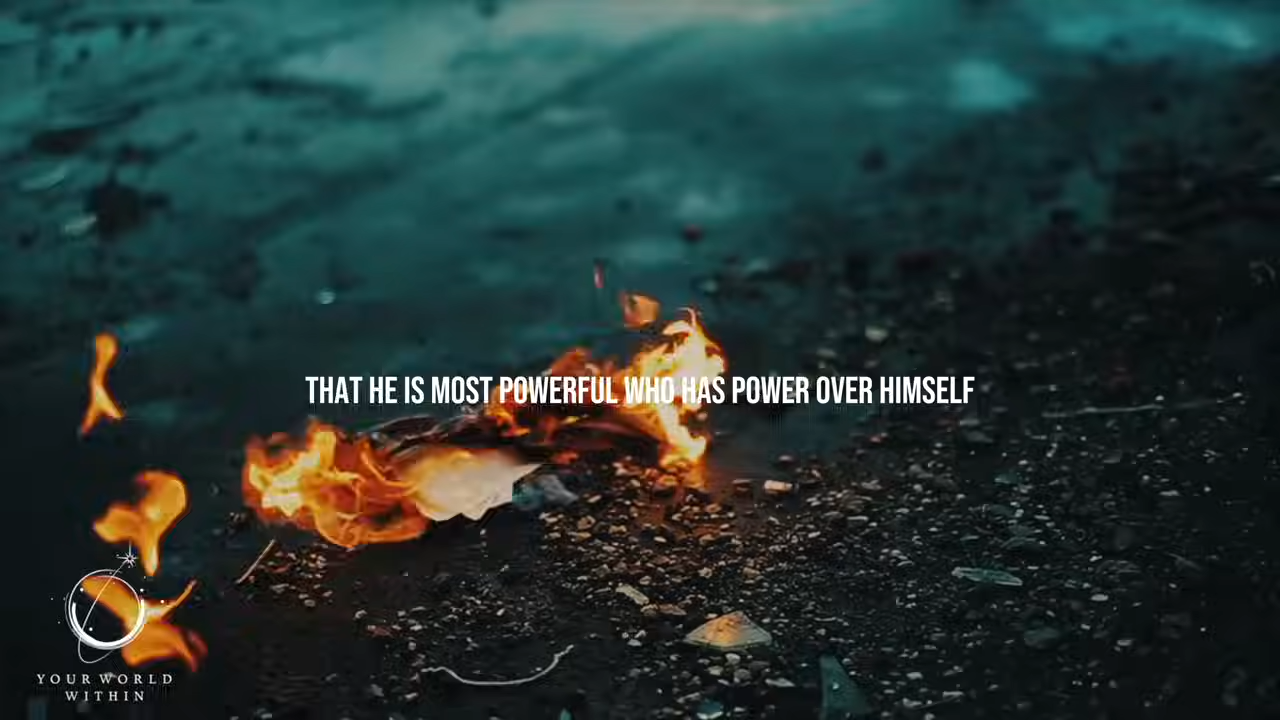 THAT HE IS MOST POWERFUL WHO HAS POWER OVER HIMSELF
YOUR WORLD
WITHIN